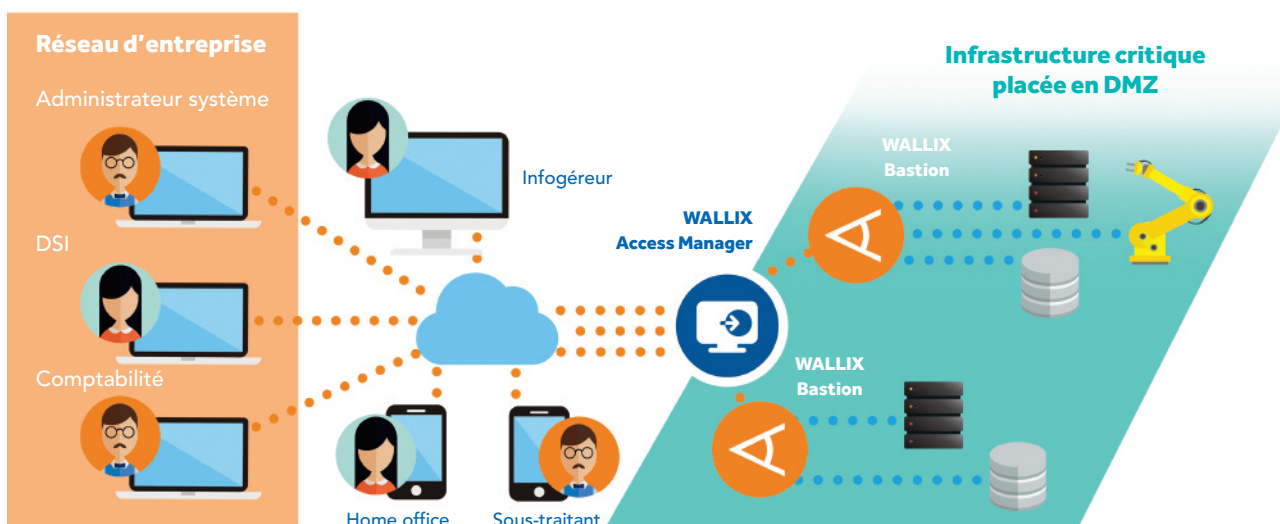 Réseau d'entreprise
Administrateur système
DSI
Comptabilité
Infogéreur
Home office
Sous-traitant
WALLIX
Access Manager
Infrastructure critique
placée en DMZ
WALLIX
Bastion
WALLIX
Bastion